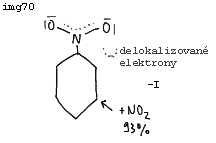 img70
|O̅ O̅|
N
delokalizované
elektrony
-I
+NO₂
93%